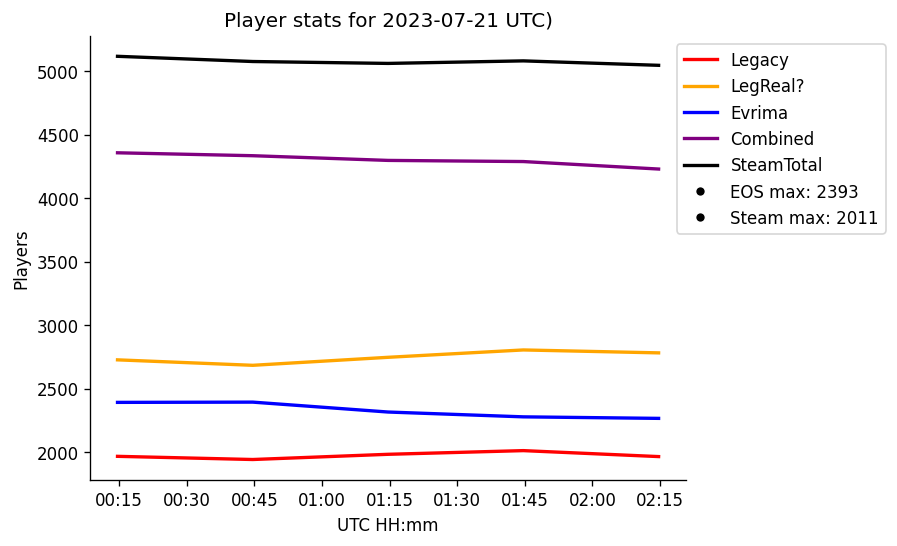 Player stats for 2023-07-21 UTC)
5000
4500
4000
3500
3000
2500
2000
Players
00:15 00:30 00:45 01:00 01:15 01:30 01:45 02:00 02:15
UTC HH:mm
Legacy
LegReal?
Evrima
Combined
SteamTotal
EOS max: 2393
Steam max: 2011